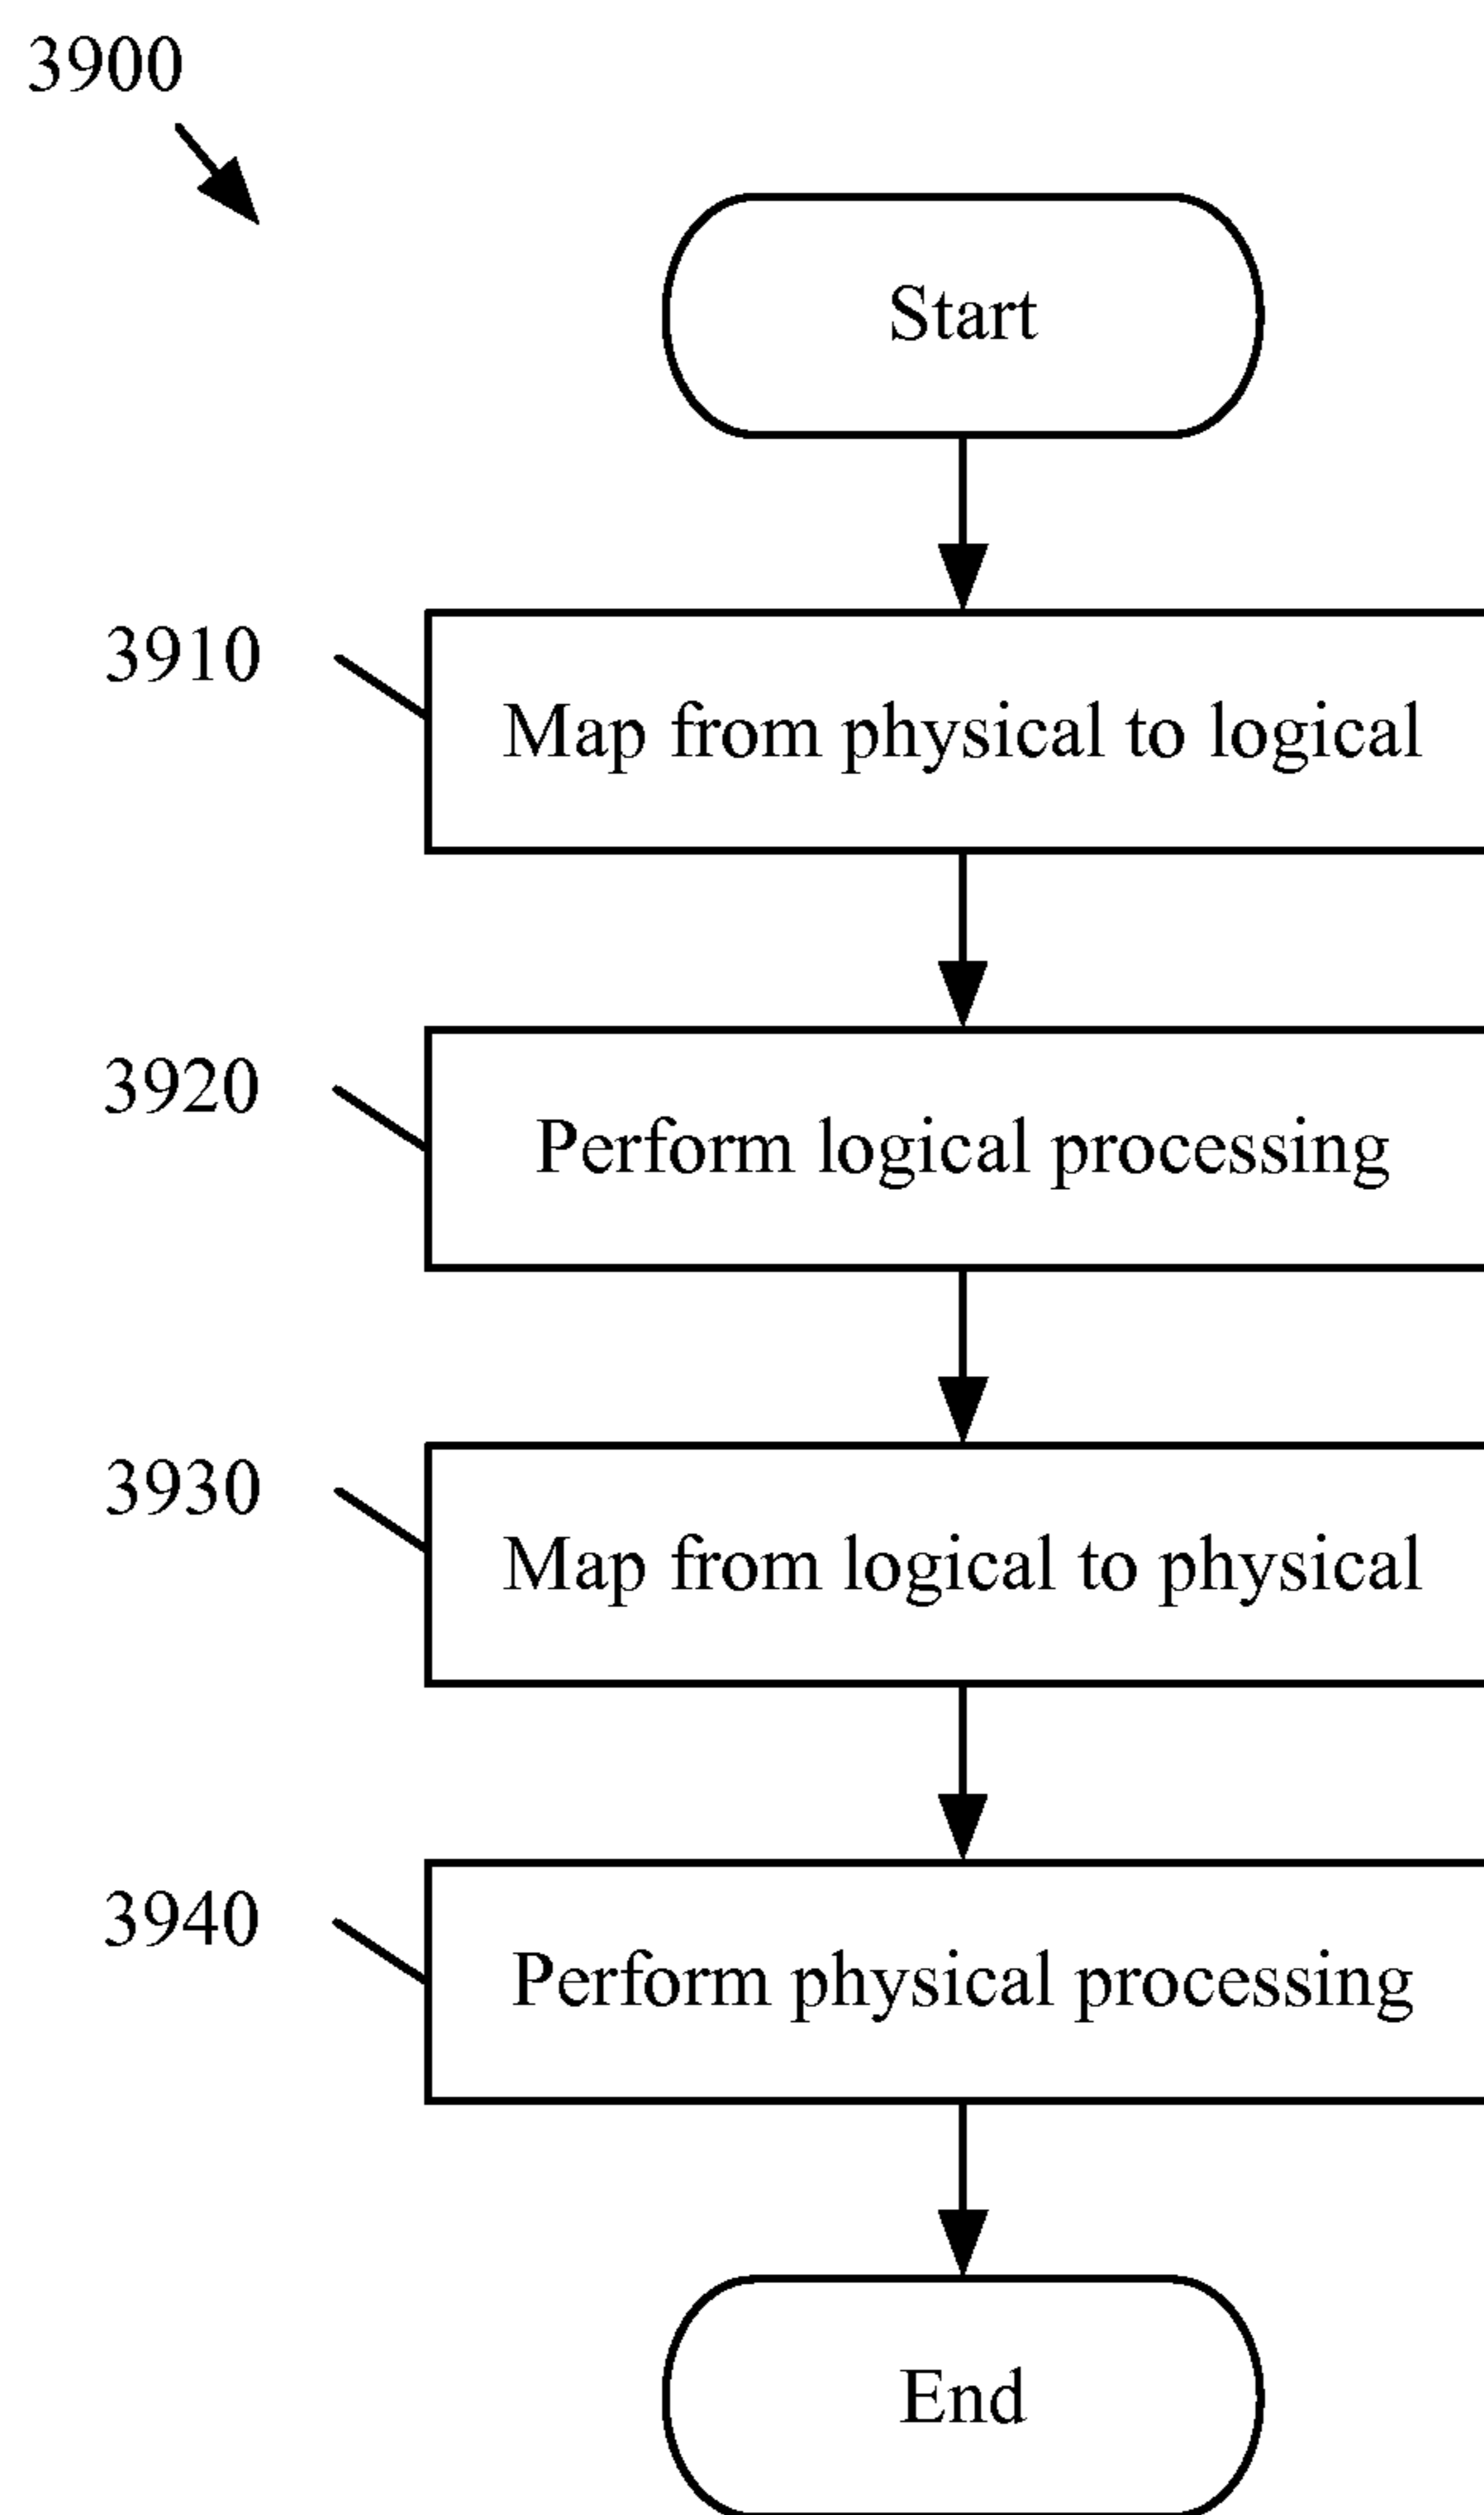 3900
Start
3910
Map from physical to logical
3920
Perform logical processing
3930
Map from logical to physical
3940
Perform physical processing
End